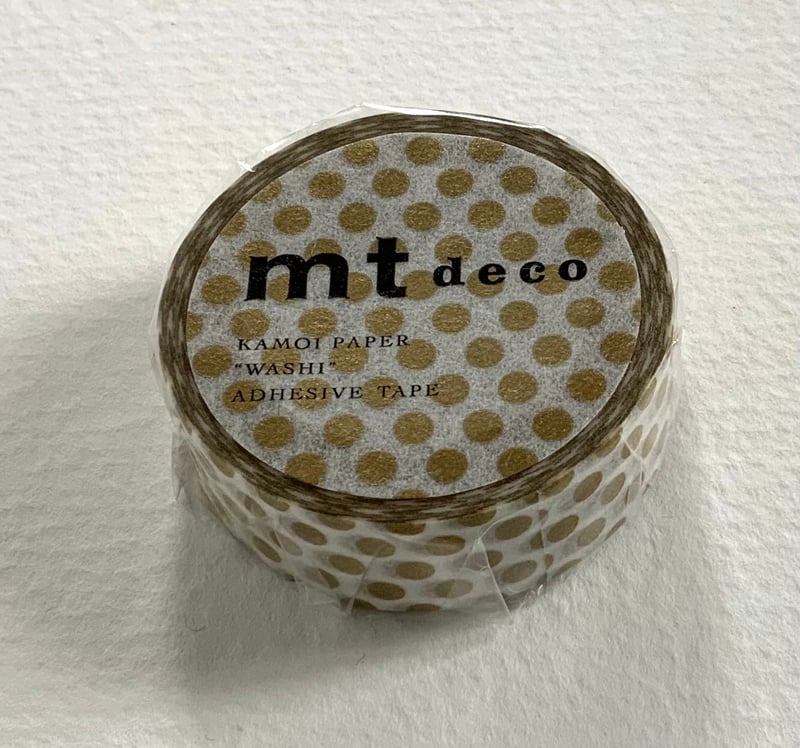 mt deco
KAMOI PAPER
"WASHI"
ADHESIVE TAPE